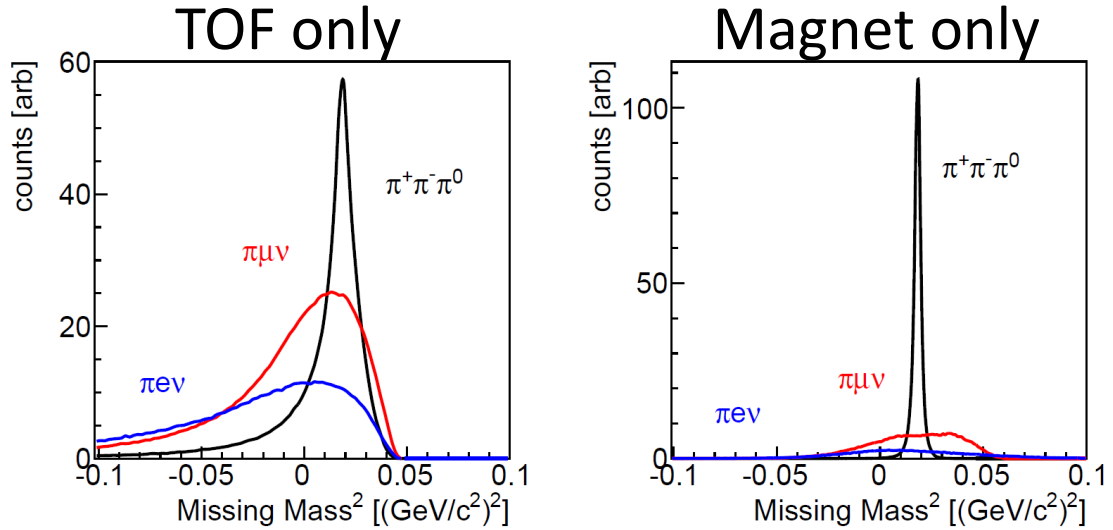 TOF only
counts [arb]
60
40
20
0
π⁺π⁻π⁰
πμν
πeν
-0.1
-0.05
0
0.05
0.1
Missing Mass² [(GeV/c²)²]
Magnet only
counts [arb]
100
50
0
π⁺π⁻π⁰
πμν
πeν
-0.1
-0.05
0
0.05
0.1
Missing Mass² [(GeV/c²)²]